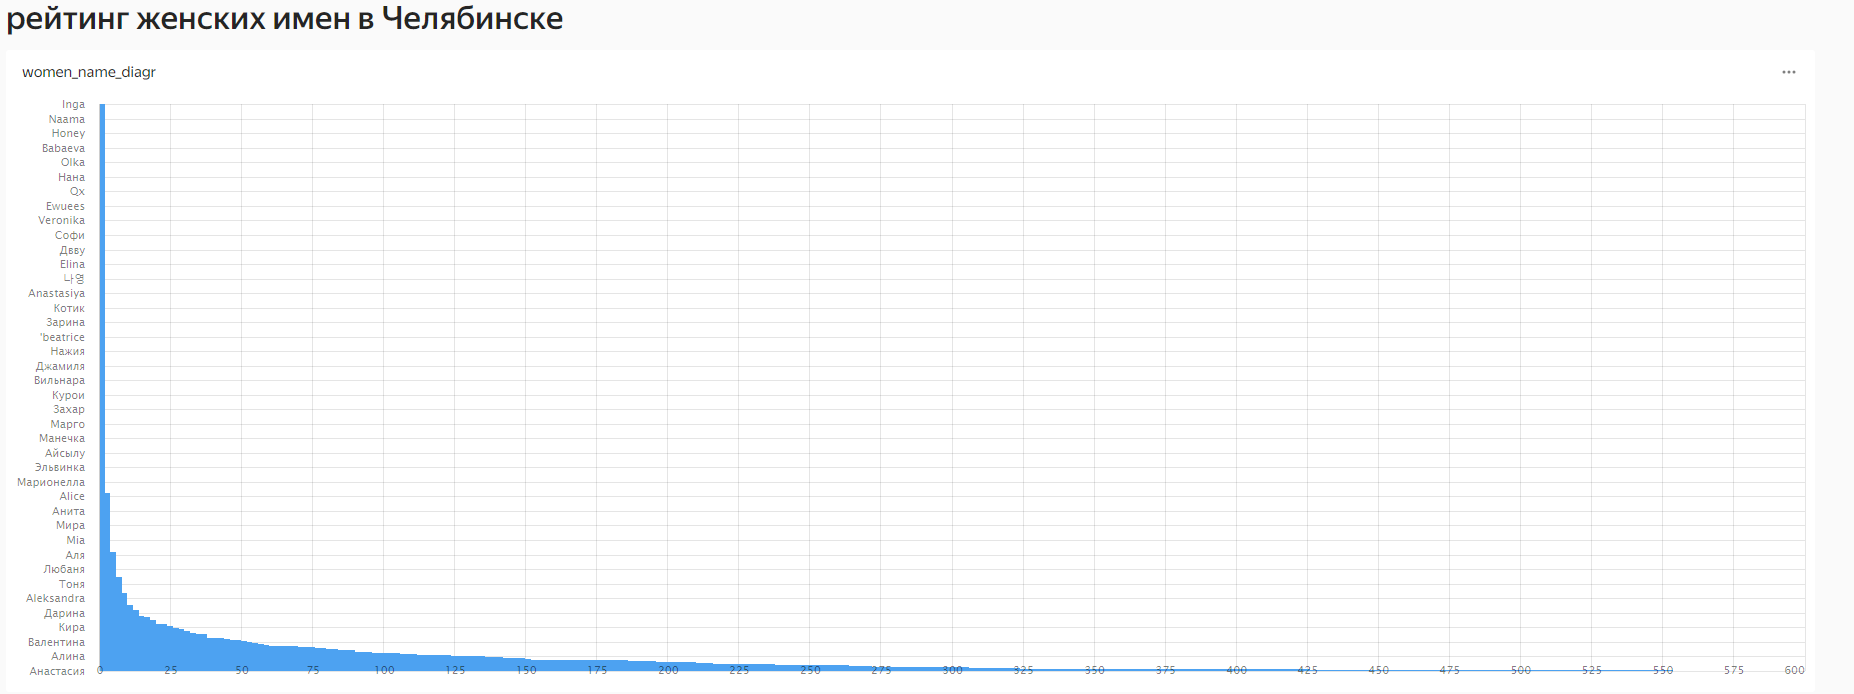 рейтинг женских имен в Челябинске
women_name_diagr
Inga
Naama
Honey
Babaeva
Olka
Нана
Qx
Ewuees
Veronika
Софи
Двву
Elina
나영
Anastasiya
Котик
Зарина
'beatrice
Нажия
Джамиля
Вильнара
Курои
Захар
Марго
Манечка
Айсылу
Эльвинка
Марионелла
Alice
Анита
Мира
Mia
Аля
Любаня
Тоня
Aleksandra
Дарина
Кира
Валентина
Алина
Анастасия
0 25 50 75 100 125 150 175 200 225 250 275 300 325 350 375 400 425 450 475 500 525 550 575 600